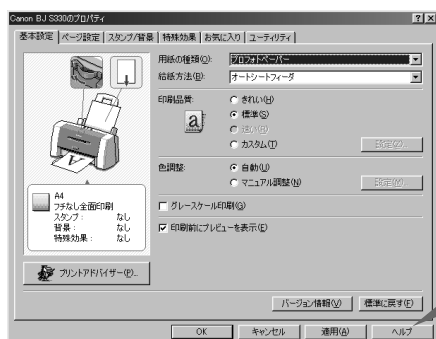 Canon BJ S330のプロパティ
基本設定 ページ設定 スタンプ/背景 特殊効果 お気に入り ユーティリティ
用紙の種類(Q): プロフォトペーパー
給紙方法(B): オートシートフィーダ
印刷品質: きれい(H)
標準(S)
速い(R)
カスタム(T) 設定(Z)...
色調整: 自動(U)
マニュアル調整(N) 設定(M)...
グレースケール印刷(G)
印刷前にプレビューを表示(E)
A4
フチなし全面印刷
スタンプ: なし
背景: なし
特殊効果: なし
プリントアドバイザー(P)...
バージョン情報(V) 標準に戻す(F)
OK キャンセル 適用(A) ヘルプ